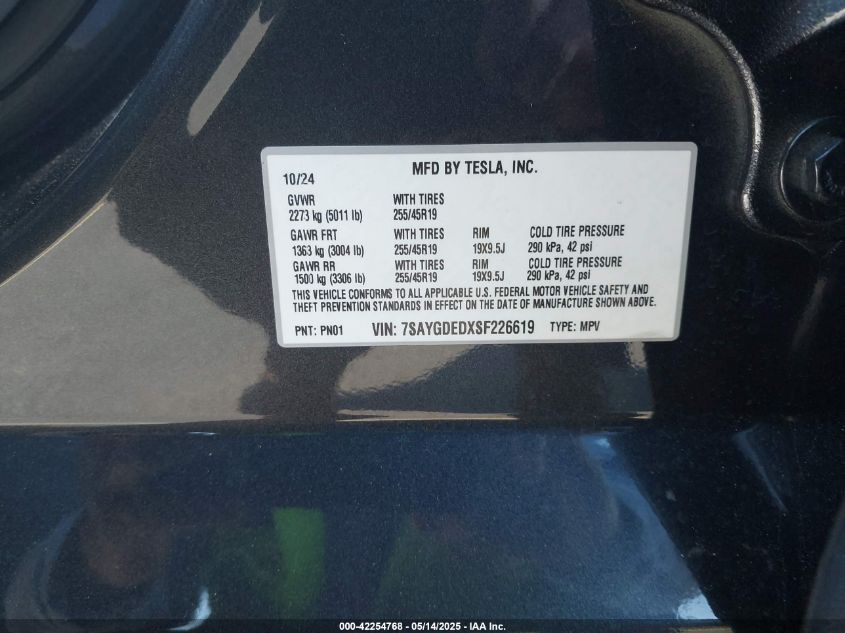 MFD BY TESLA, INC.
10/24
GVWR WITH TIRES
2273 kg (5011 lb) 255/45R19
GAWR FRT WITH TIRES RIM COLD TIRE PRESSURE
1363 kg (3004 lb) 255/45R19 19X9.5J 290 kPa, 42 psi
GAWR RR WITH TIRES RIM COLD TIRE PRESSURE
1500 kg (3306 lb) 255/45R19 19X9.5J 290 kPa, 42 psi
THIS VEHICLE CONFORMS TO ALL APPLICABLE U.S. FEDERAL MOTOR VEHICLE SAFETY AND
THEFT PREVENTION STANDARDS IN EFFECT ON THE DATE OF MANUFACTURE SHOWN ABOVE.
PNT: PN01 VIN: 7SAYGDEDXSF226619 TYPE: MPV
000-42254768 - 05/14/2025 - IAA Inc.